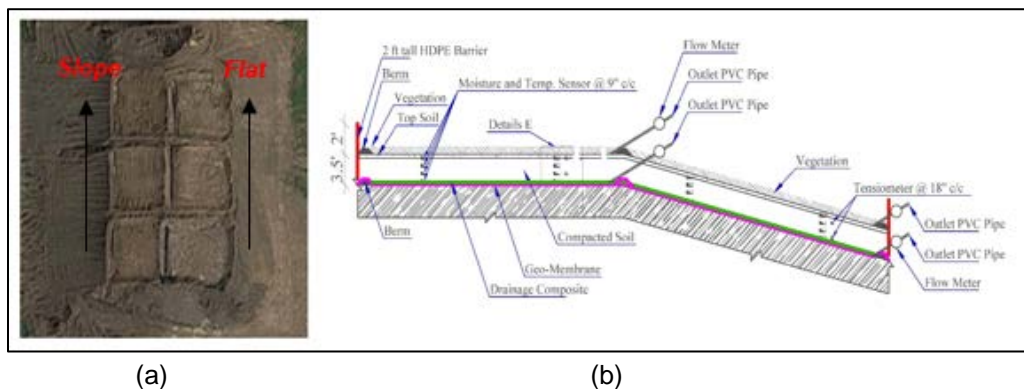 Slope
Flat
2 ft tall HDPE Barrier
Berm
Vegetation
Top Soil
Moisture and Temp. Sensor @ 9" c/c
Details E
Flow Meter
Outlet PVC Pipe
Outlet PVC Pipe
Vegetation
Tensiometer @ 18" c/c
2'
3.5'
Outlet PVC Pipe
Outlet PVC Pipe
Flow Meter
Berm
Compacted Soil
Geo-Membrane
Drainage Composite
(a)
(b)